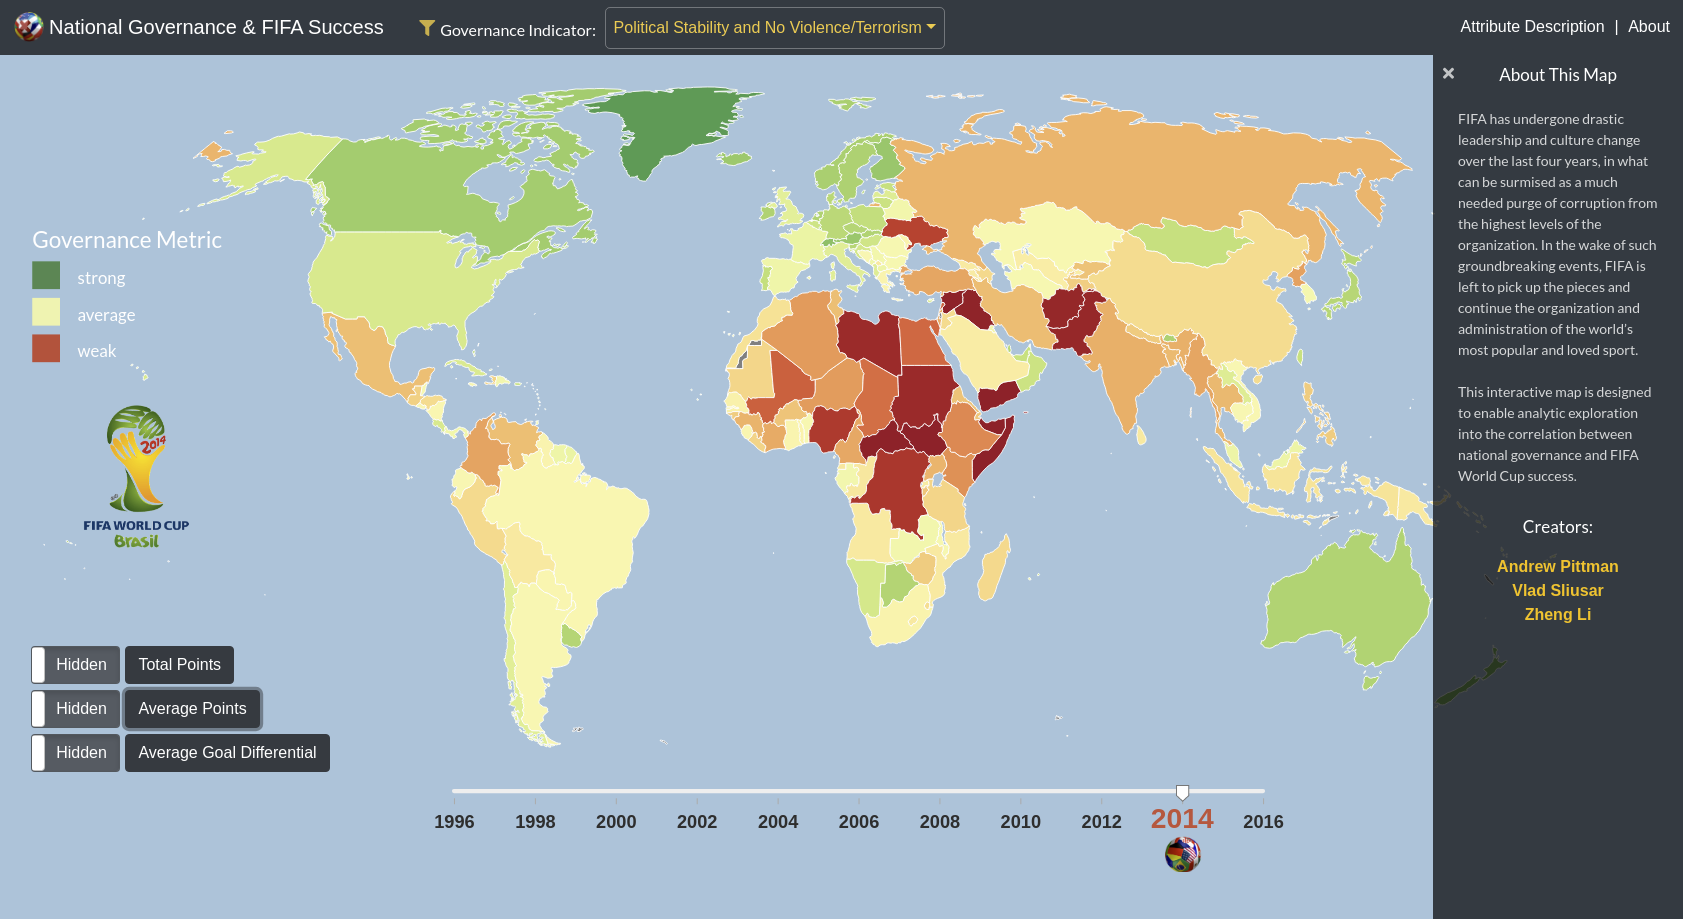 National Governance & FIFA Success
Governance Indicator:
Political Stability and No Violence/Terrorism
Attribute Description | About
About This Map
FIFA has undergone drastic
leadership and culture change
over the last four years, in what
can be surmised as a much
needed purge of corruption from
the highest levels of the
organization. In the wake of such
groundbreaking events, FIFA is
left to pick up the pieces and
continue the organization and
administration of the world's
most popular and loved sport.
This interactive map is designed
to enable analytic exploration
into the correlation between
national governance and FIFA
World Cup success.
Creators:
Andrew Pittman
Vlad Sliusar
Zheng Li
Governance Metric
strong
average
weak
2014
FIFA WORLD CUP
Brasil
Hidden Total Points
Hidden Average Points
Hidden Average Goal Differential
1996 1998 2000 2002 2004 2006 2008 2010 2012 2014 2016